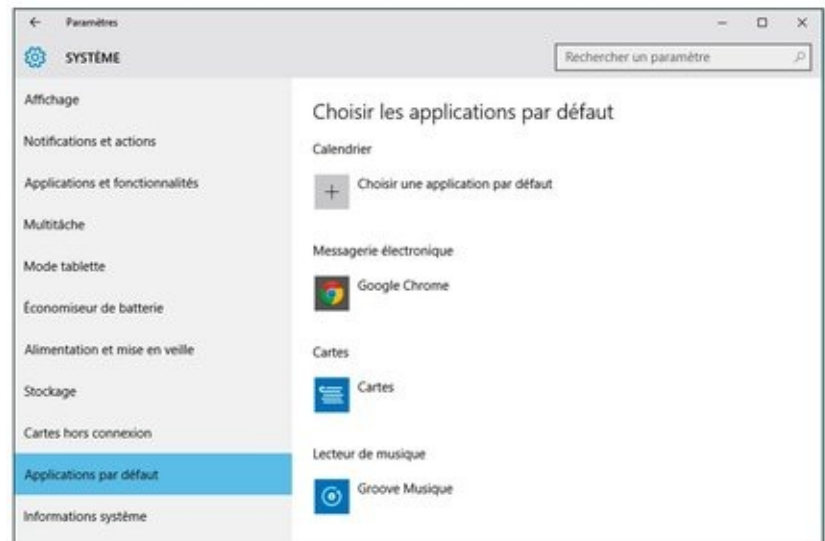 Paramètres
SYSTÈME
Rechercher un paramètre
Affichage
Notifications et actions
Applications et fonctionnalités
Multitâche
Mode tablette
Économiseur de batterie
Alimentation et mise en veille
Stockage
Cartes hors connexion
Applications par défaut
Informations système
Choisir les applications par défaut
Calendrier
Choisir une application par défaut
Messagerie électronique
Google Chrome
Cartes
Cartes
Lecteur de musique
Groove Musique